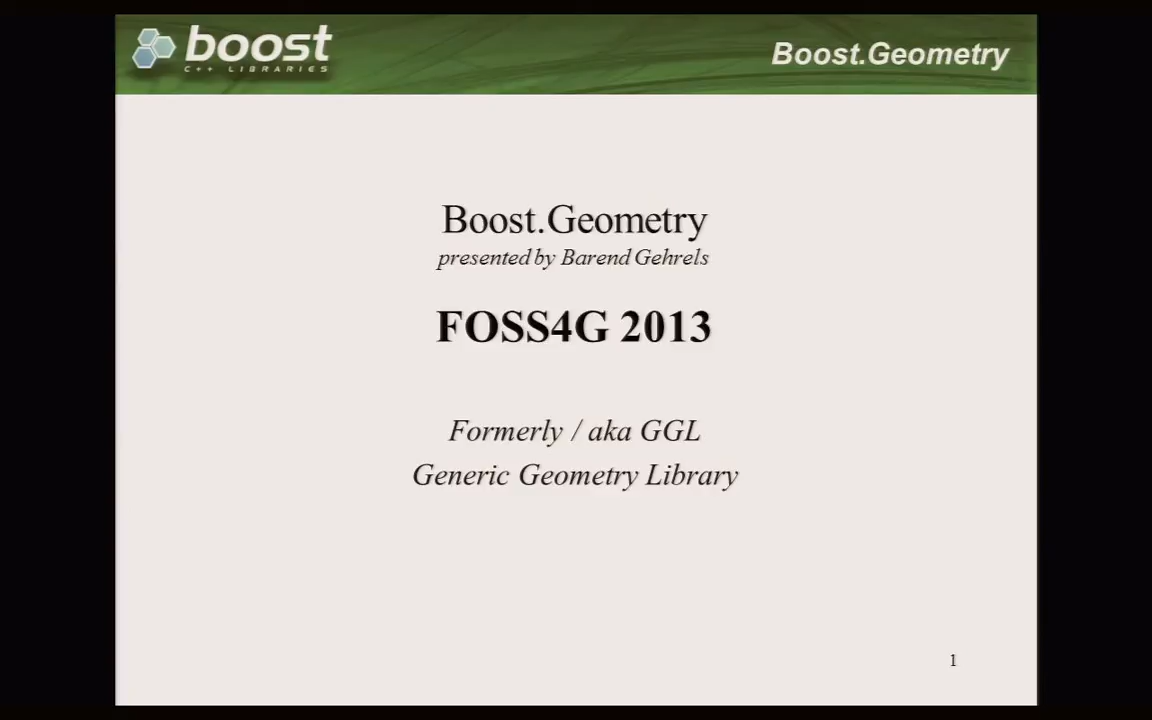 boost
C++ LIBRARIES
Boost.Geometry
Boost.Geometry
presented by Barend Gehrels
FOSS4G 2013
Formerly / aka GGL
Generic Geometry Library
1